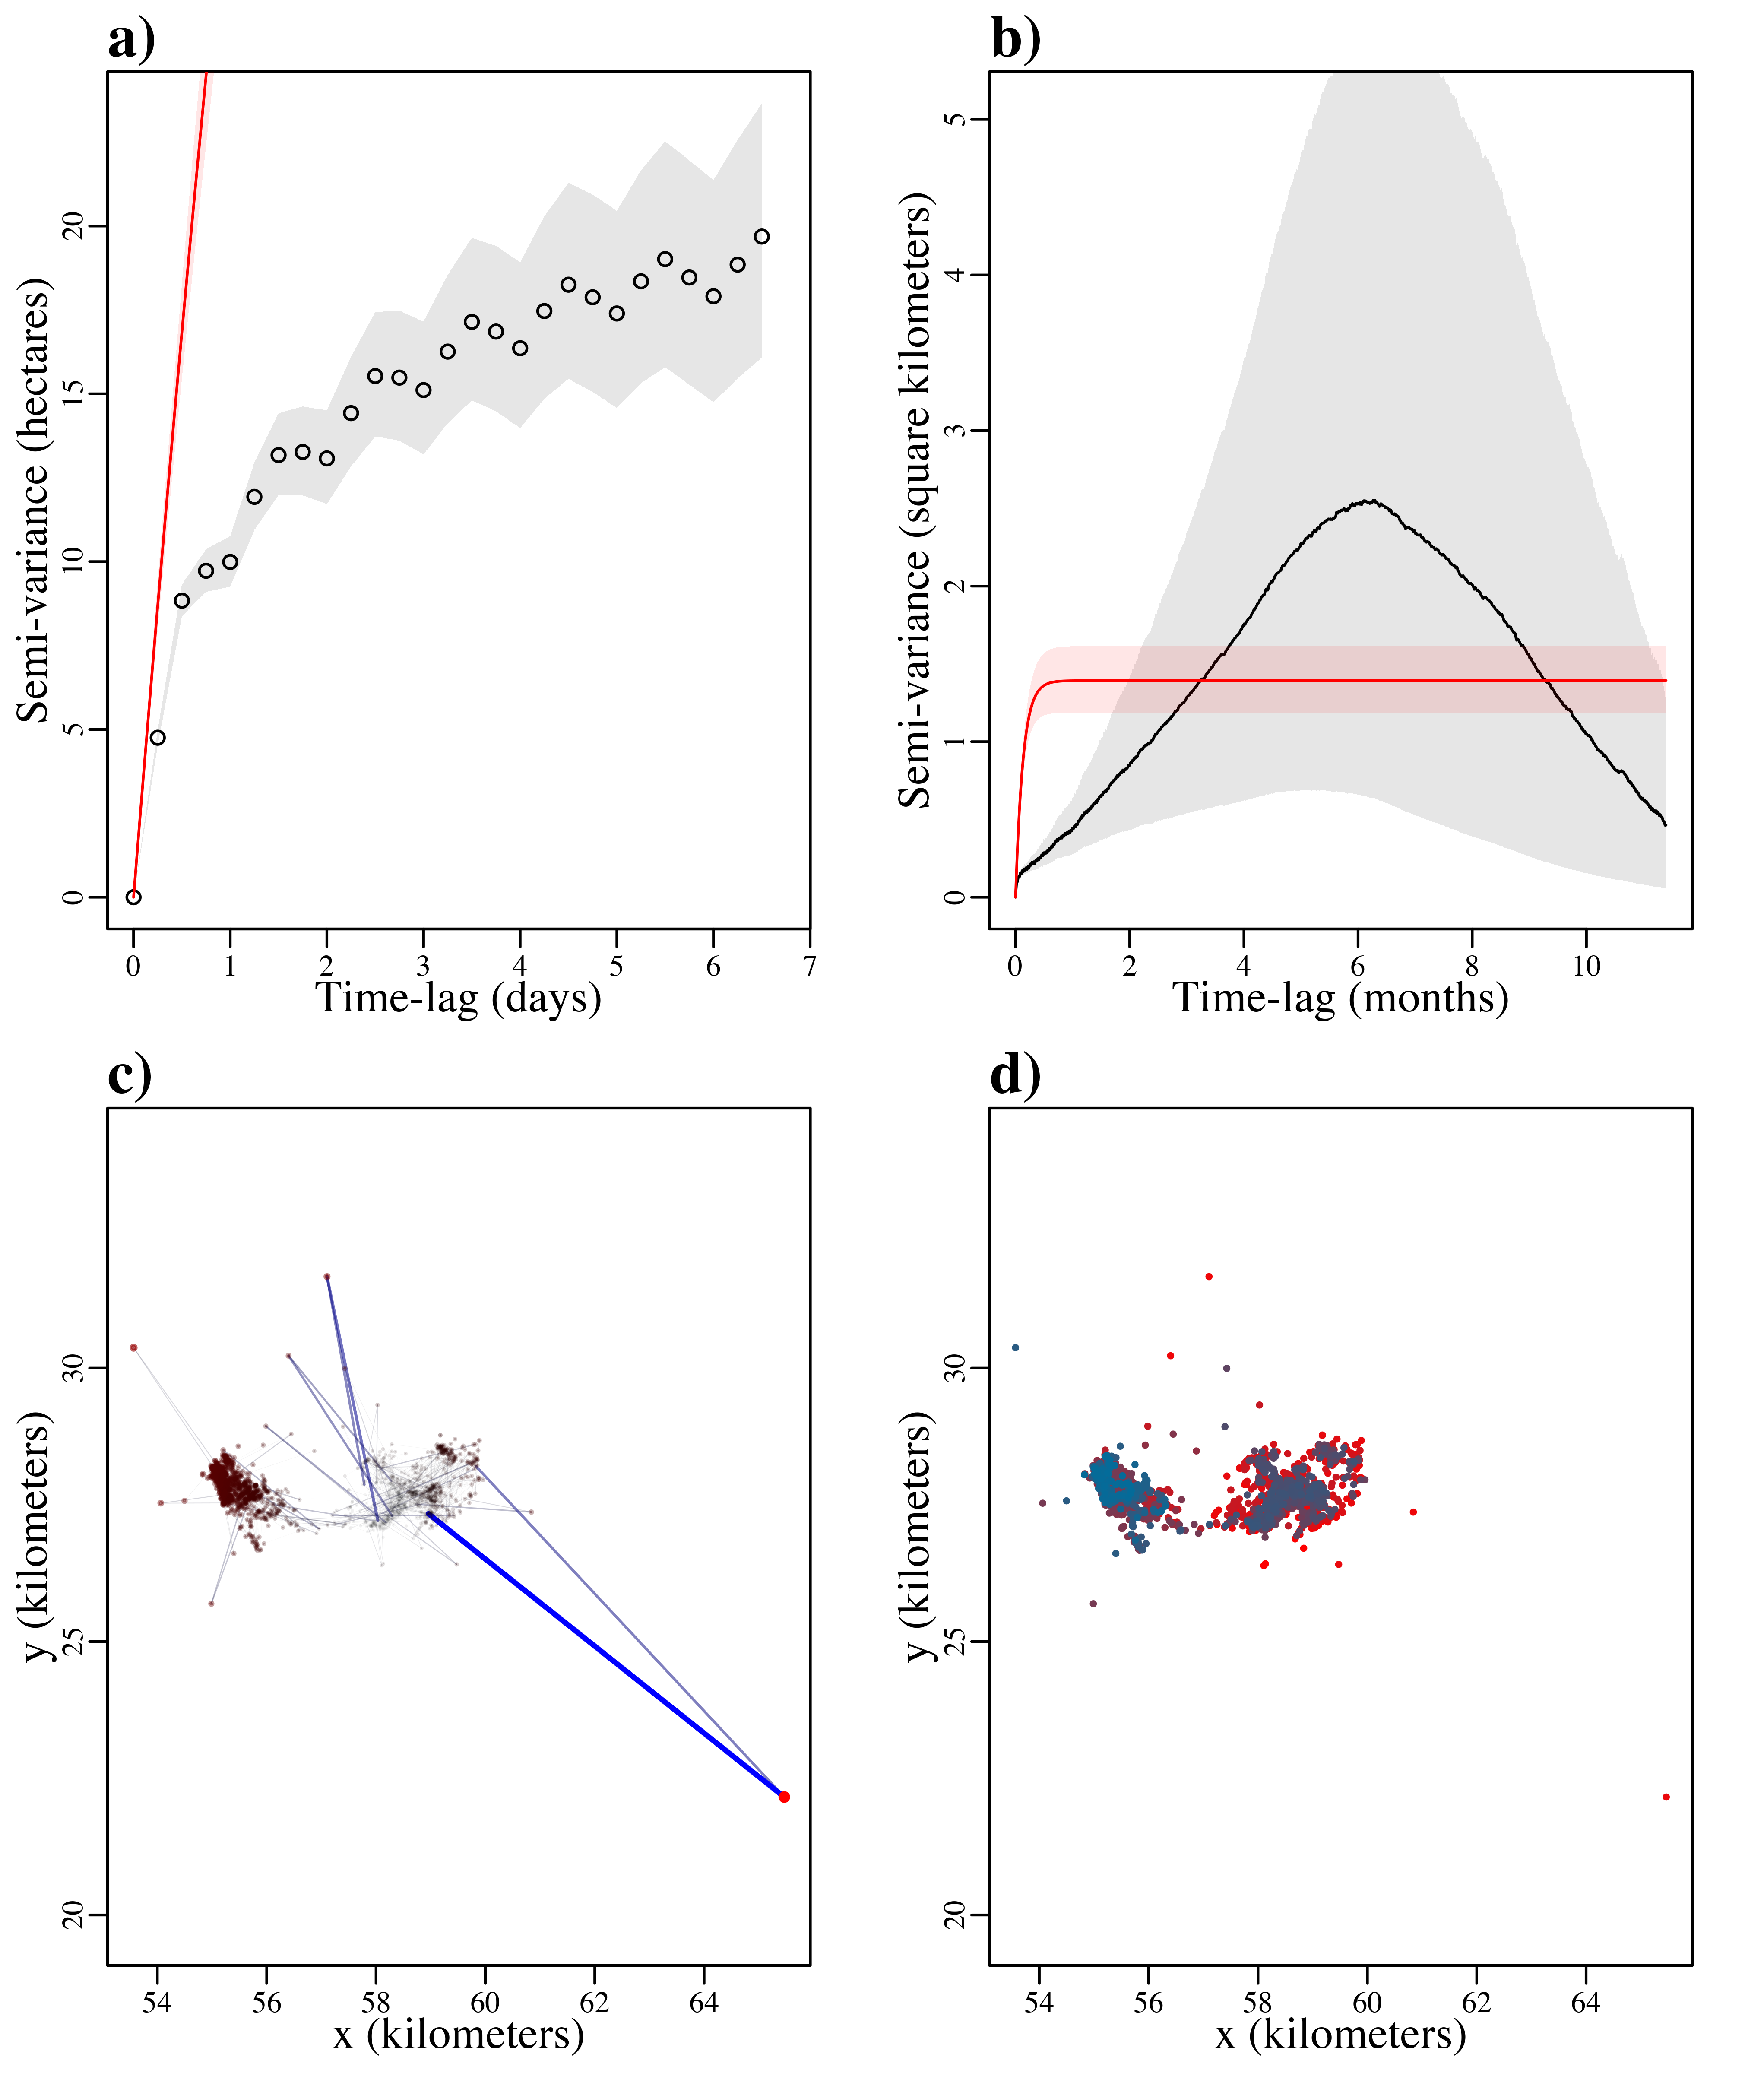 a)
Semi-variance (hectares)
20
15
10
5
0
0 1 2 3 4 5 6 7
Time-lag (days)
b)
Semi-variance (square kilometers)
5
4
3
2
1
0
0 2 4 6 8 10
Time-lag (months)
c)
y (kilometers)
30
25
20
54 56 58 60 62 64
x (kilometers)
d)
y (kilometers)
30
25
20
54 56 58 60 62 64
x (kilometers)